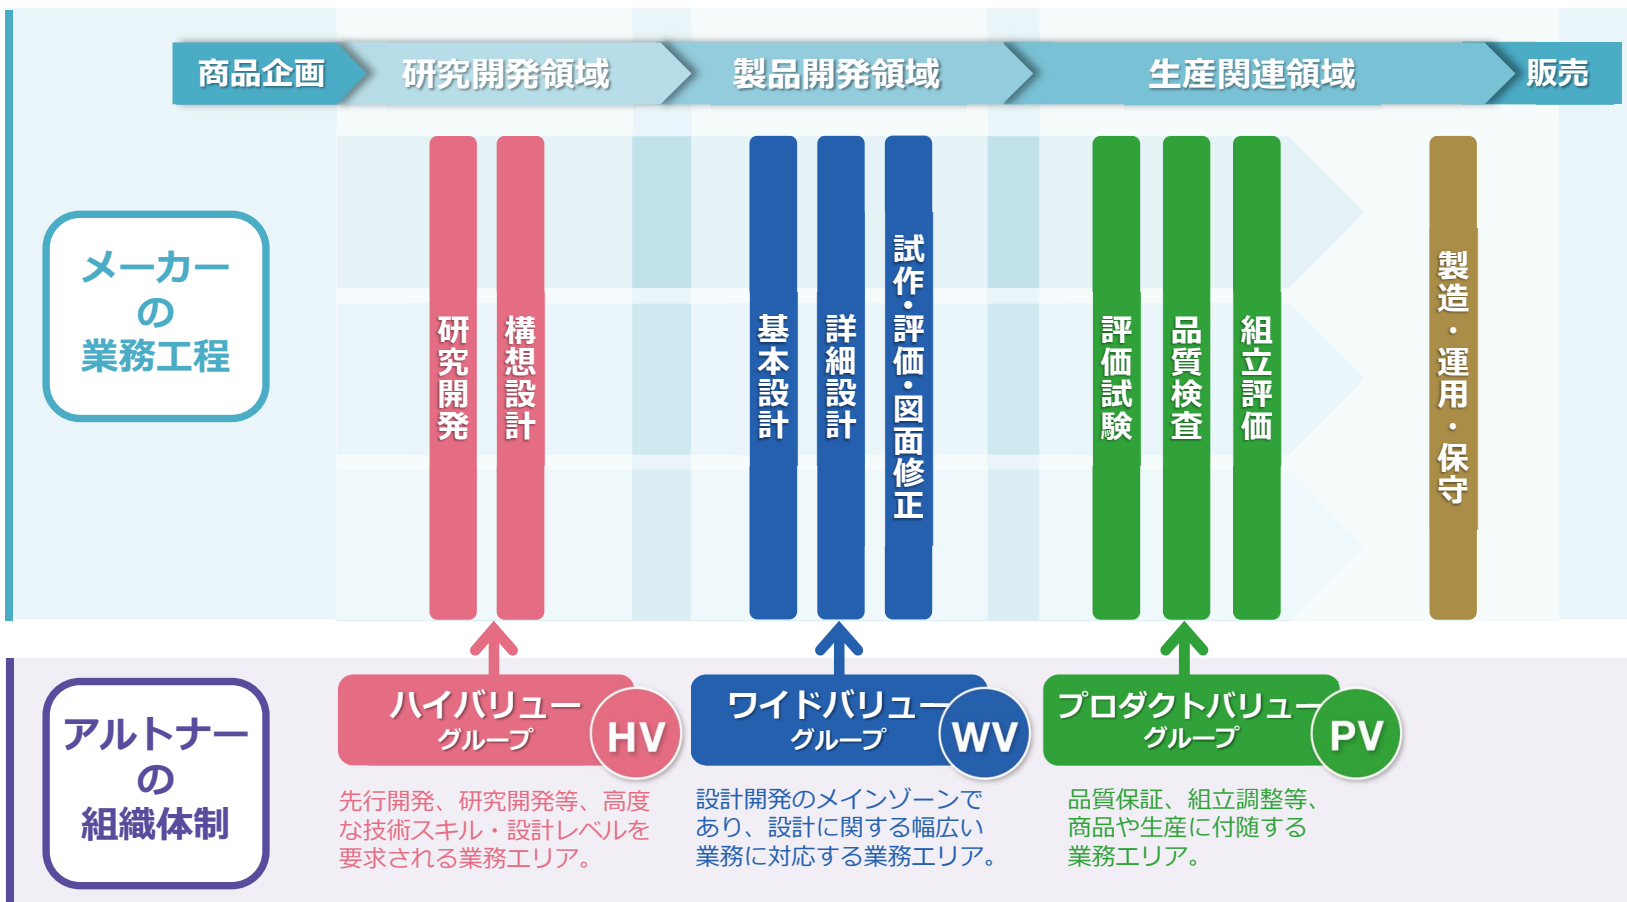 商品企画
研究開発領域
製品開発領域
生産関連領域
販売
メーカー
の
業務工程
研究開発
構想設計
基本設計
詳細設計
試作・評価・図面修正
評価試験
品質検査
組立評価
製造・運用・保守
アルトナー
の
組織体制
ハイバリュー
グループ
HV
先行開発、研究開発等、高度
な技術スキル・設計レベルを
要求される業務エリア。
ワイドバリュー
グループ
WV
設計開発のメインゾーンで
あり、設計に関する幅広い
業務に対応する業務エリア。
プロダクトバリュー
グループ
PV
品質保証、組立調整等、
商品や生産に付随する
業務エリア。